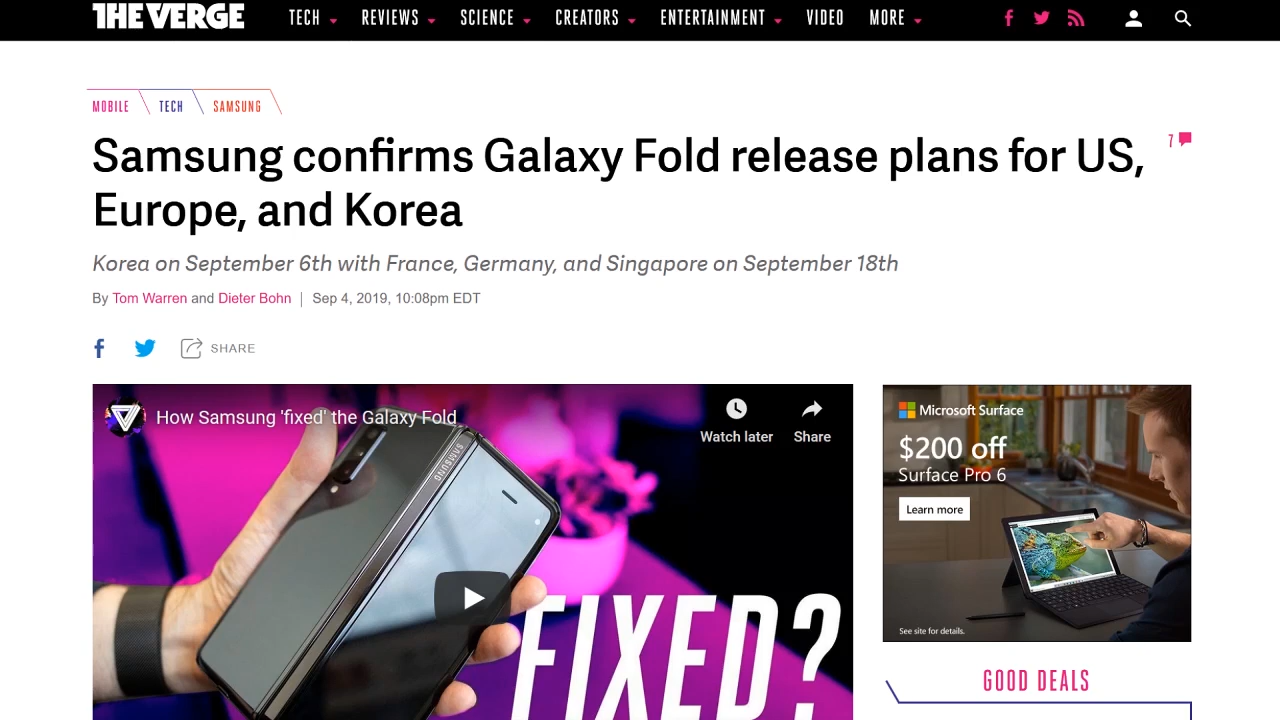 THE VERGE
TECH REVIEWS SCIENCE CREATORS ENTERTAINMENT VIDEO MORE
MOBILE TECH SAMSUNG
Samsung confirms Galaxy Fold release plans for US,
Europe, and Korea
7
Korea on September 6th with France, Germany, and Singapore on September 18th
By Tom Warren and Dieter Bohn | Sep 4, 2019, 10:08pm EDT
SHARE
How Samsung 'fixed' the Galaxy Fold
Watch later
Share
SAMSUNG
FIXED?
Microsoft Surface
$200 off
Surface Pro 6
Learn more
See site for details.
GOOD DEALS